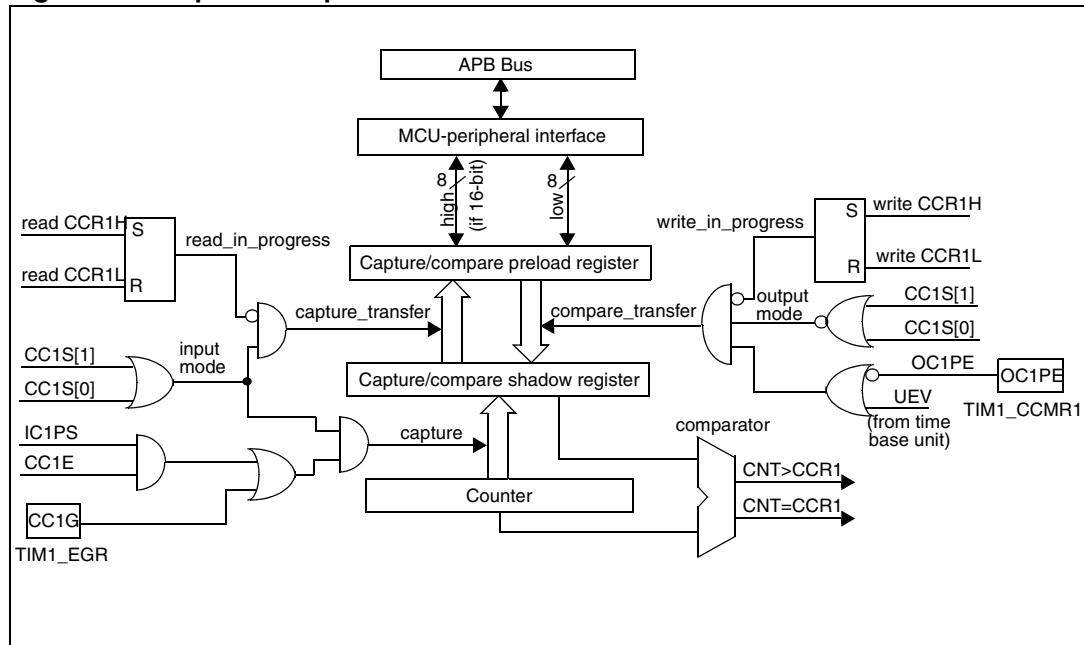 APB Bus
MCU-peripheral interface
8
high
(if 16-bit)
8
low
read CCR1H
S
read_in_progress
read CCR1L
R
write_in_progress
S
write CCR1H
R
write CCR1L
Capture/compare preload register
capture_transfer
compare_transfer
output
mode
CC1S[1]
CC1S[0]
CC1S[1]
CC1S[0]
input
mode
Capture/compare shadow register
OC1PE
OC1PE
UEV
(from time
base unit)
TIM1_CCMR1
IC1PS
CC1E
capture
comparator
CNT>CCR1
CNT=CCR1
Counter
CC1G
TIM1_EGR